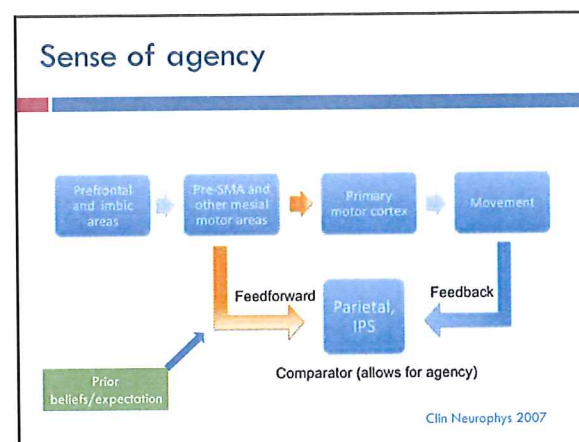 Sense of agency
Prefrontal
and imbic
areas
Pre-SMA and
other mesial
motor areas
Primary
motor cortex
Movement
Feedforward
Parietal,
IPS
Feedback
Comparator (allows for agency)
Prior
beliefs/expectation
Clin Neurophys 2007